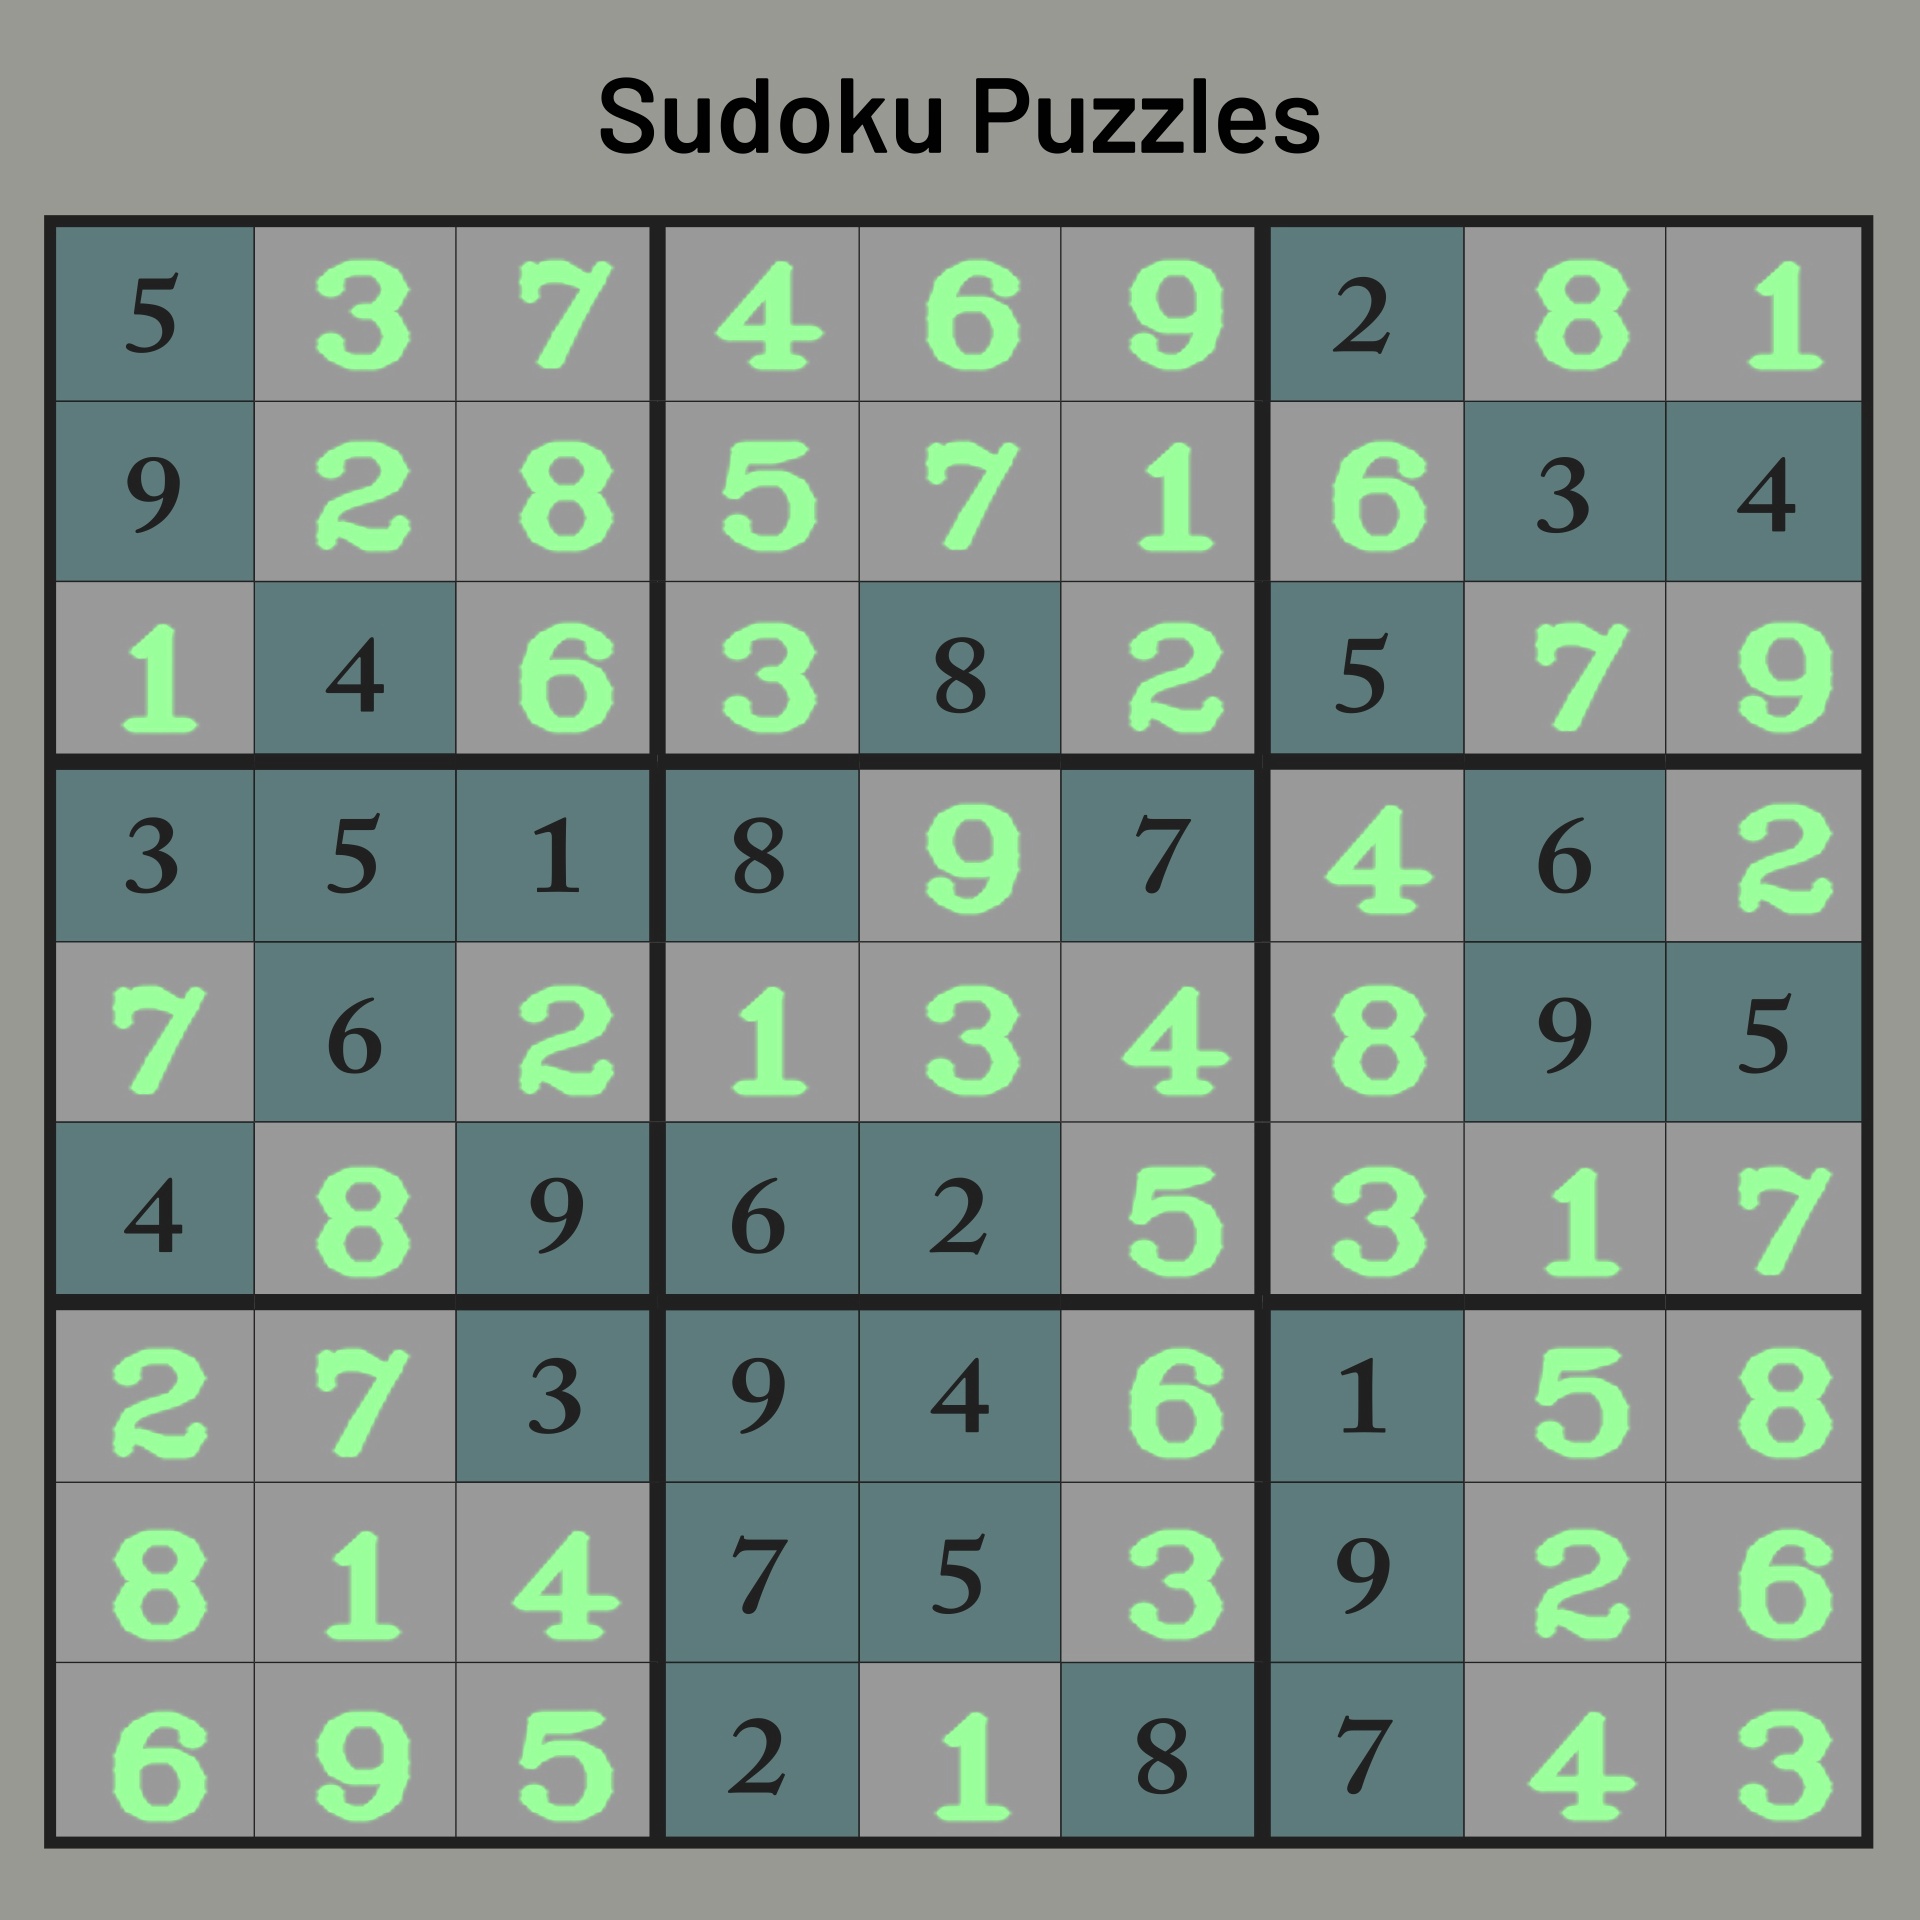 Sudoku Puzzles
5 3 7 4 6 9 2 8 1
9 2 8 5 7 1 6 3 4
1 4 6 3 8 2 5 7 9
3 5 1 8 9 7 4 6 2
7 6 2 1 3 4 8 9 5
4 8 9 6 2 5 3 1 7
2 7 3 9 4 6 1 5 8
8 1 4 7 5 3 9 2 6
6 9 5 2 1 8 7 4 3